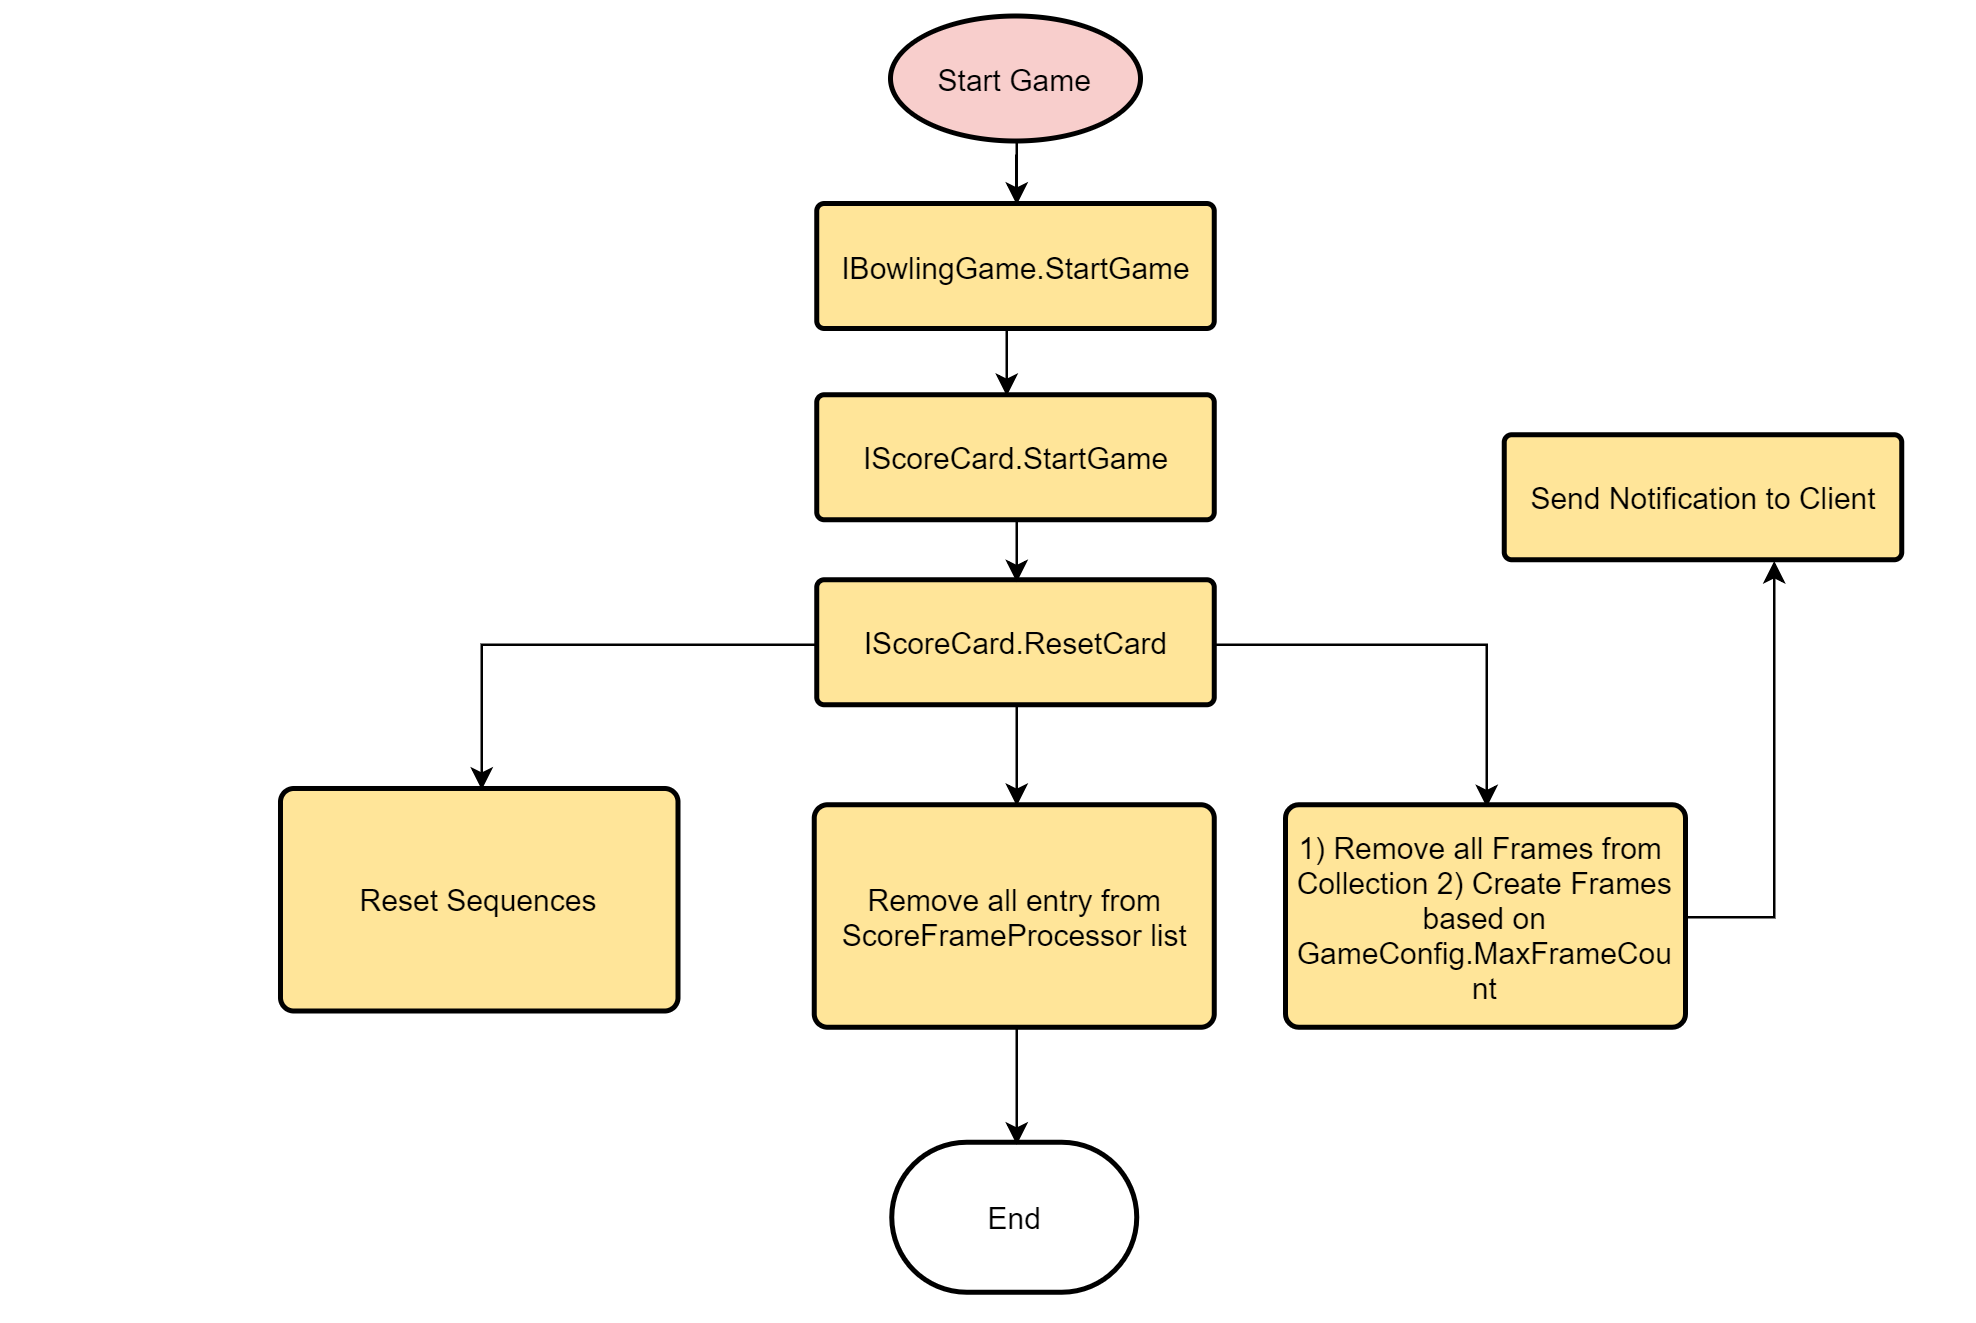 Start Game
IBowlingGame.StartGame
IScoreCard.StartGame
Send Notification to Client
IScoreCard.ResetCard
Reset Sequences
Remove all entry from
ScoreFrameProcessor list
1) Remove all Frames from
Collection 2) Create Frames
based on
GameConfig.MaxFrameCou
nt
End